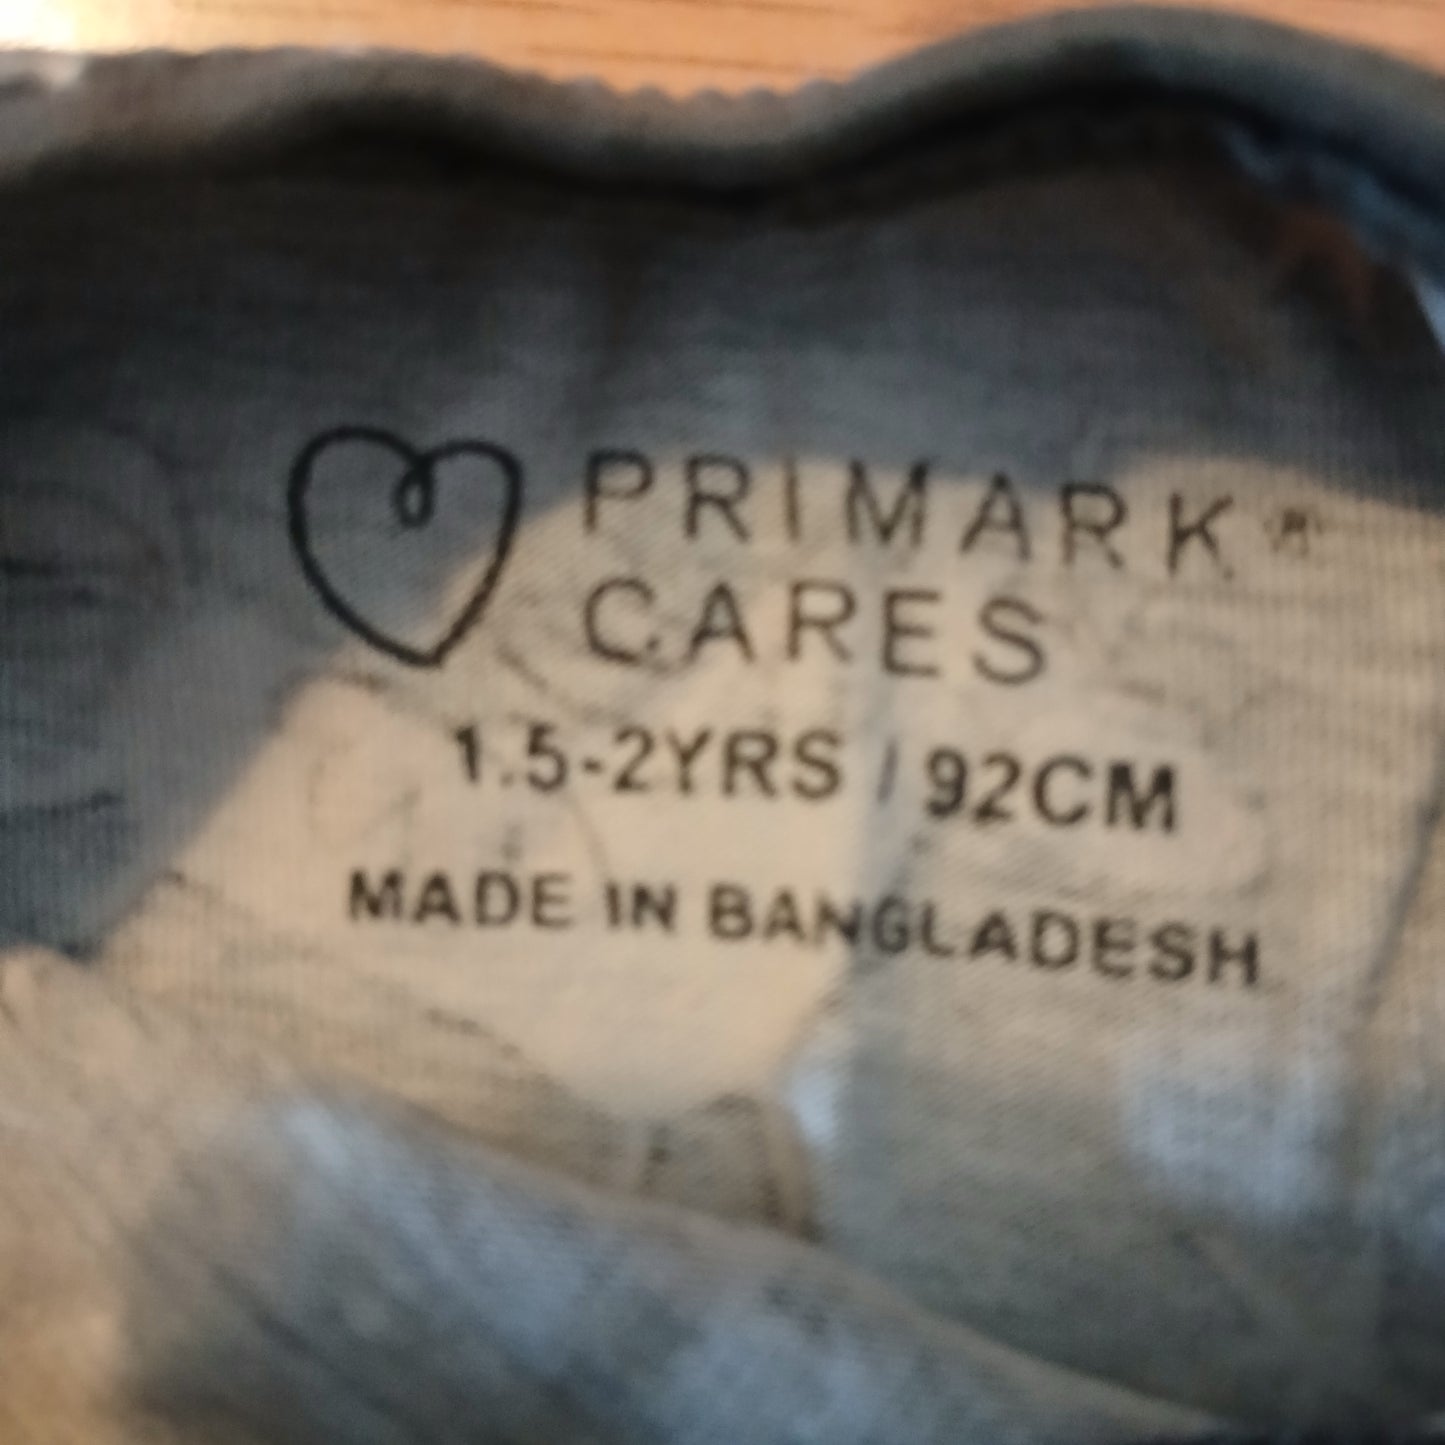 PRIMARK®
CARES
1.5-2YRS / 92CM
MADE IN BANGLADESH